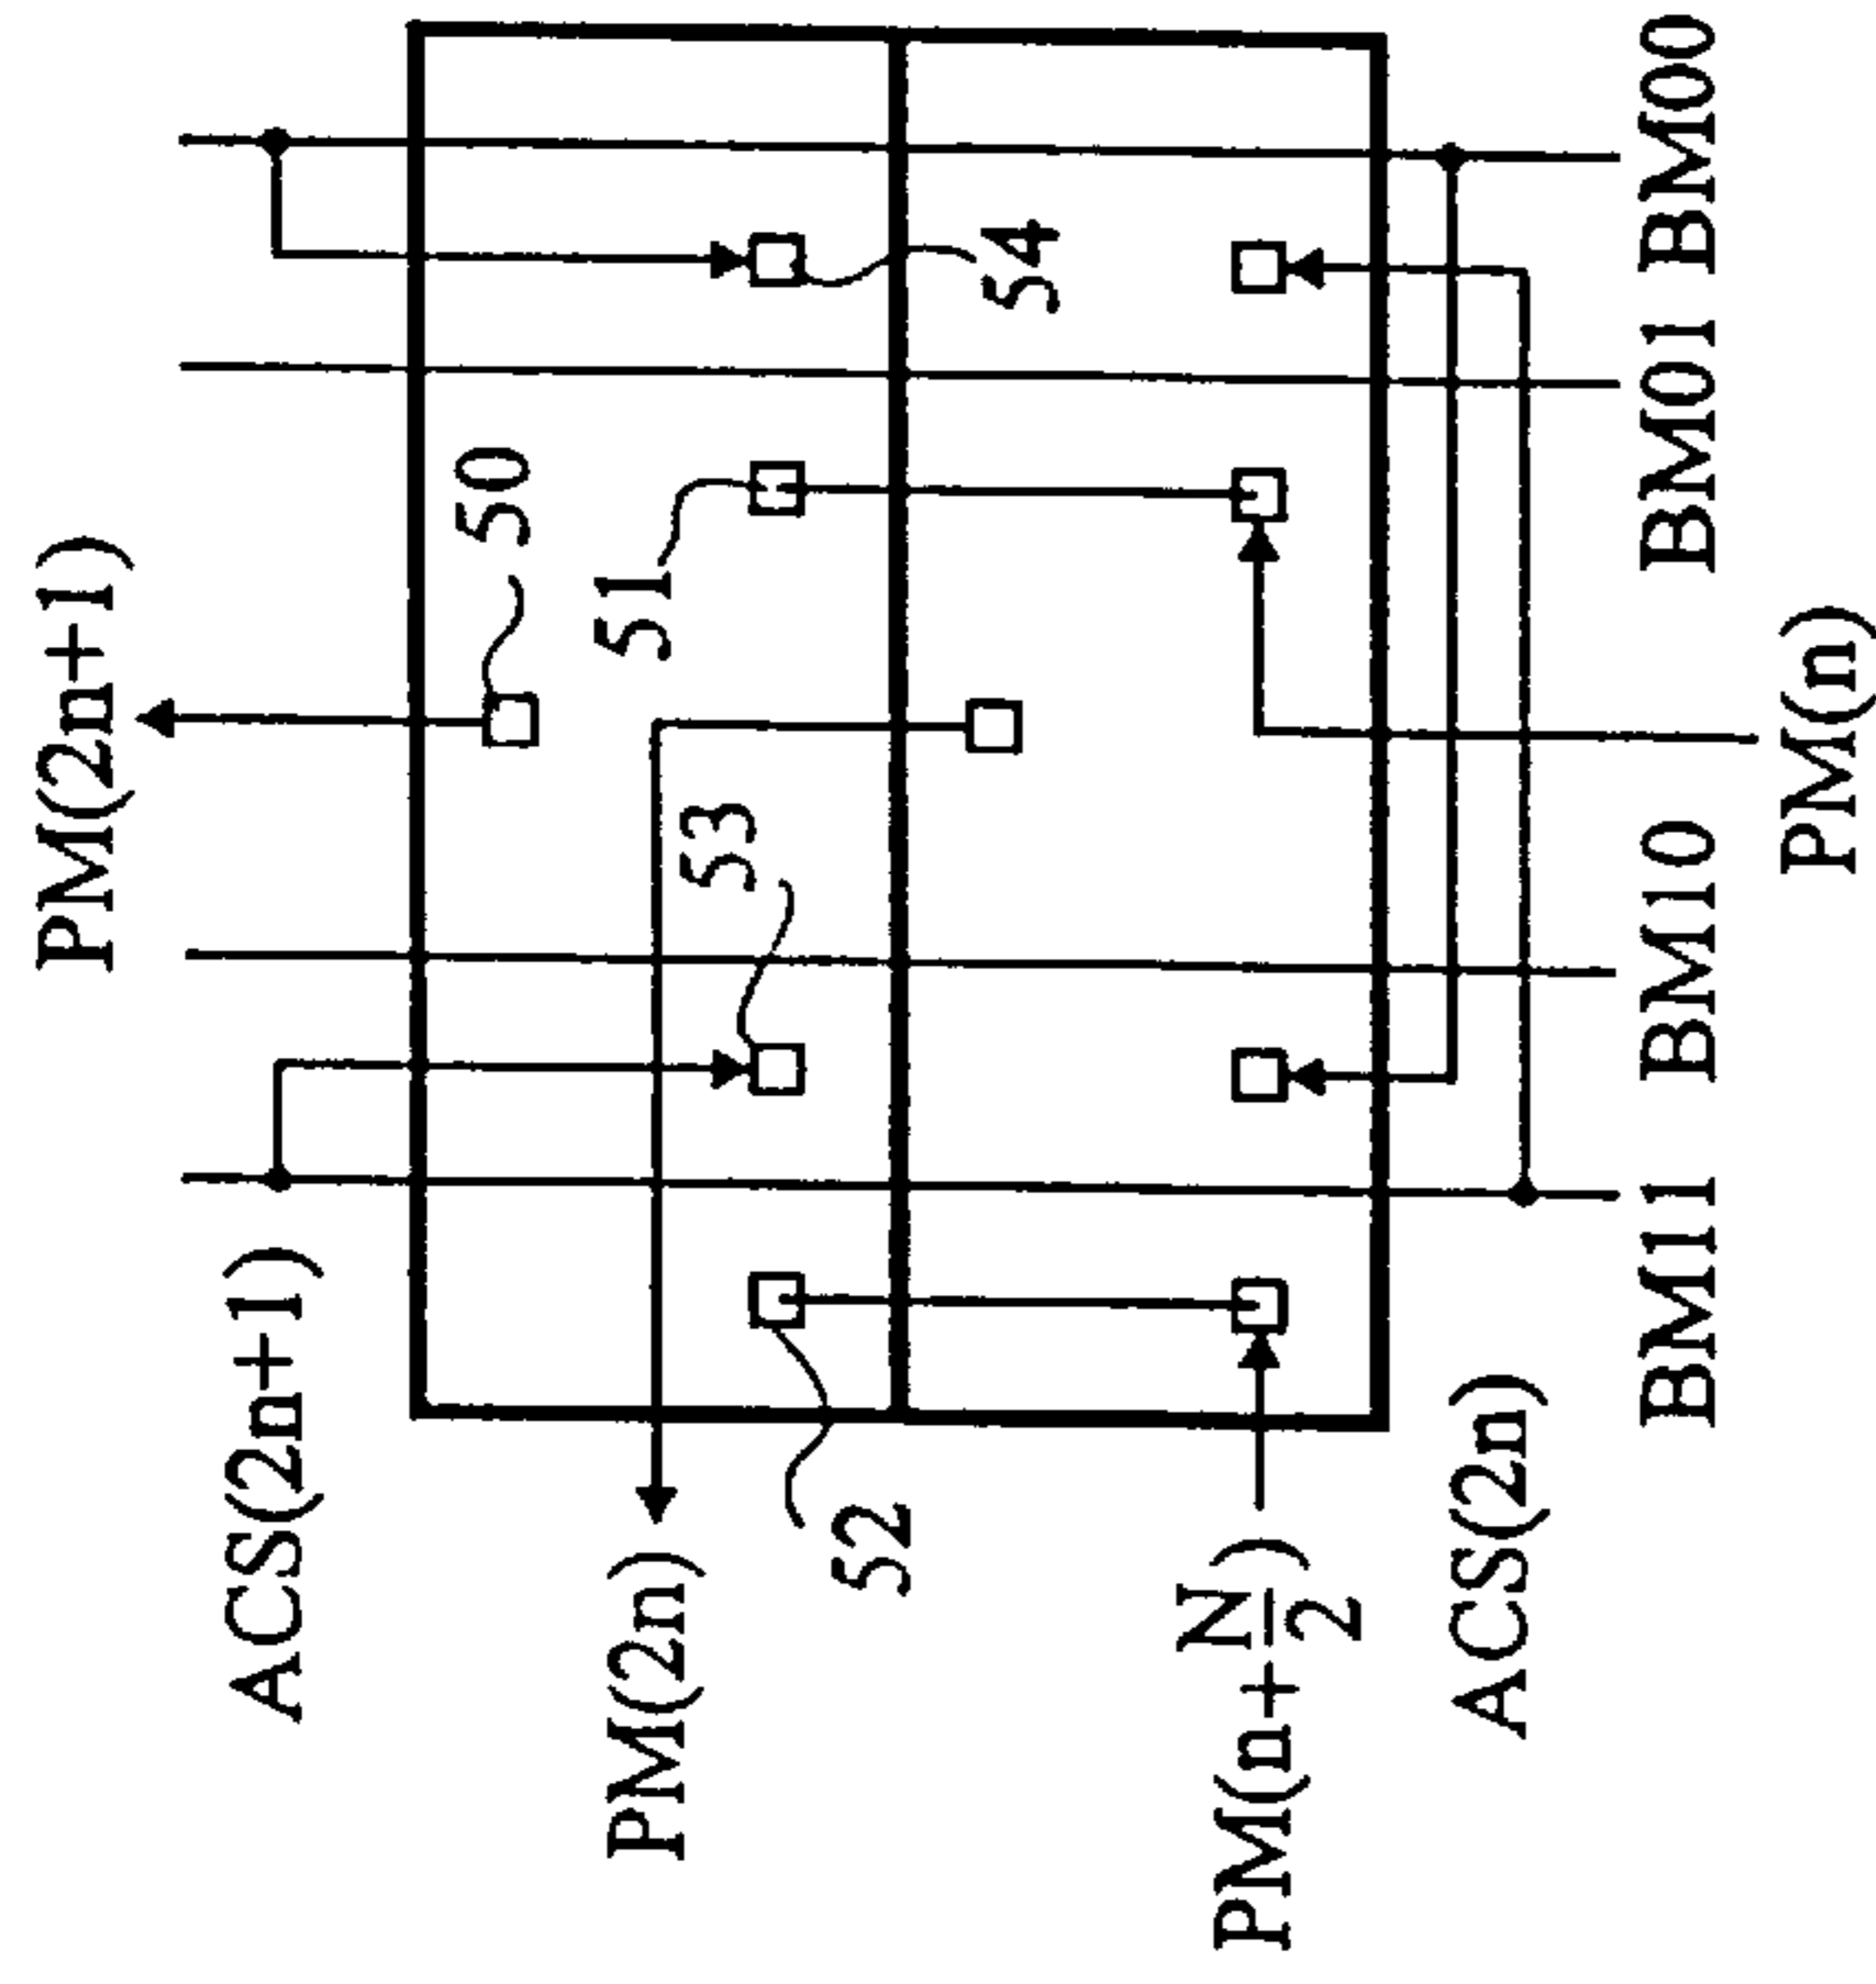 PM(2n+1)
ACS(2n+1)
50
51
53
PM(2n)
52
54
PM(n+N/2)
ACS(2n)
BM11
BM10
BM01
BM00
PM(n)